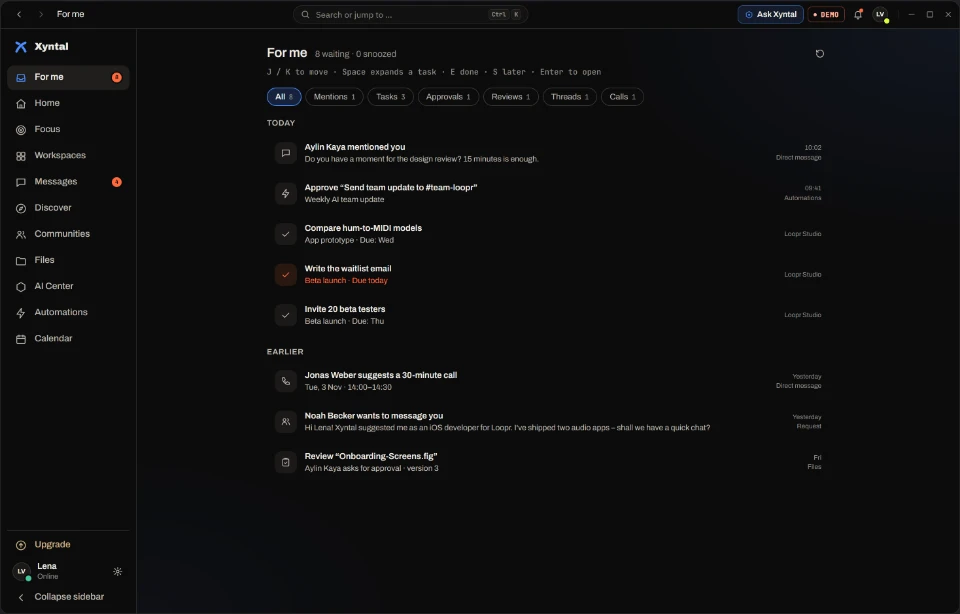 For me
Search or jump to ...
Ctrl K
Ask Xyntal
DEMO
LV
Xyntal
For me 8
Home
Focus
Workspaces
Messages 4
Discover
Communities
Files
AI Center
Automations
Calendar
Upgrade
LV
Lena
Online
Collapse sidebar
For me 8 waiting · 0 snoozed
J / K to move · Space expands a task · E done · S later · Enter to open
All 8
Mentions 1
Tasks 3
Approvals 1
Reviews 1
Threads 1
Calls 1
TODAY
Aylin Kaya mentioned you
Do you have a moment for the design review? 15 minutes is enough.
10:02
Direct message
Approve “Send team update to #team-loopr”
Weekly AI team update
09:41
Automations
Compare hum-to-MIDI models
App prototype · Due: Wed
Loopr Studio
Write the waitlist email
Beta launch · Due today
Loopr Studio
Invite 20 beta testers
Beta launch · Due: Thu
Loopr Studio
EARLIER
Jonas Weber suggests a 30-minute call
Tue, 3 Nov · 14:00–14:30
Yesterday
Direct message
Noah Becker wants to message you
Hi Lena! Xyntal suggested me as an iOS developer for Loopr. I've shipped two audio apps – shall we have a quick chat?
Yesterday
Request
Review “Onboarding-Screens.fig”
Aylin Kaya asks for approval · version 3
Fri
Files